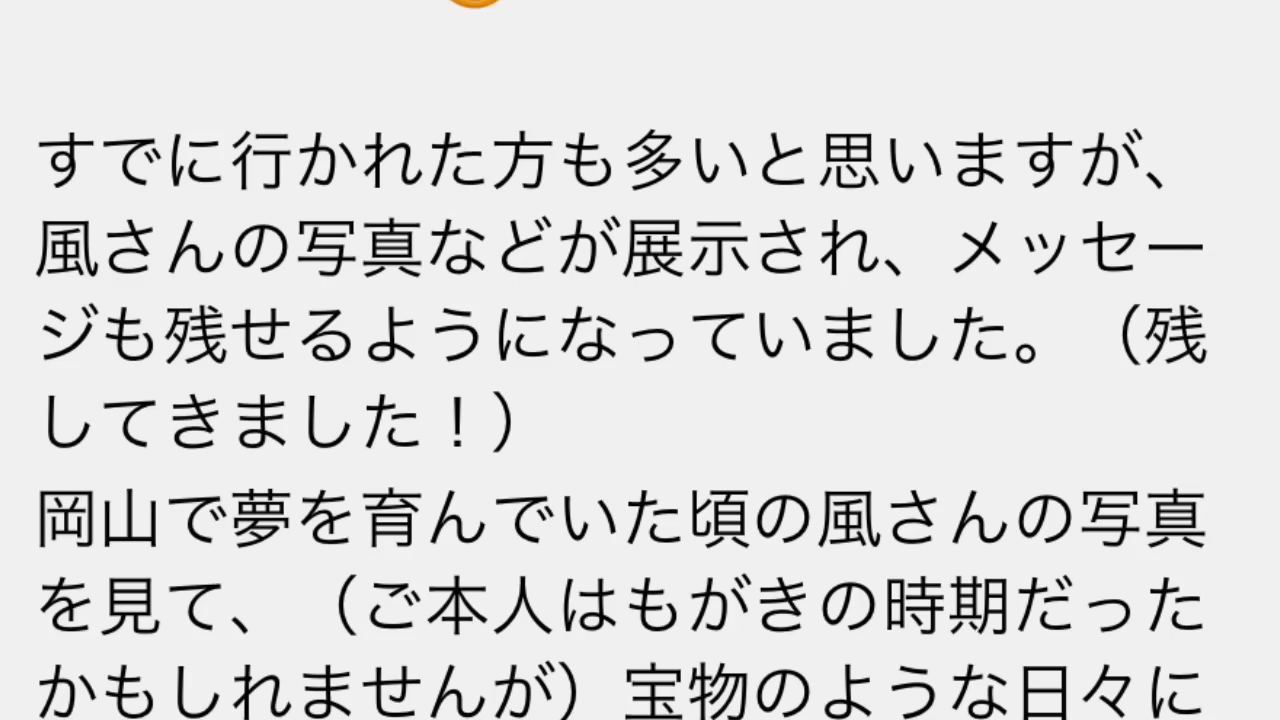 すでに行かれた方も多いと思いますが、
風さんの写真などが展示され、メッセー
ジも残せるようになっていました。（残
してきました！）
岡山で夢を育んでいた頃の風さんの写真
を見て、（ご本人はもがきの時期だった
かもしれませんが）宝物のような日々に